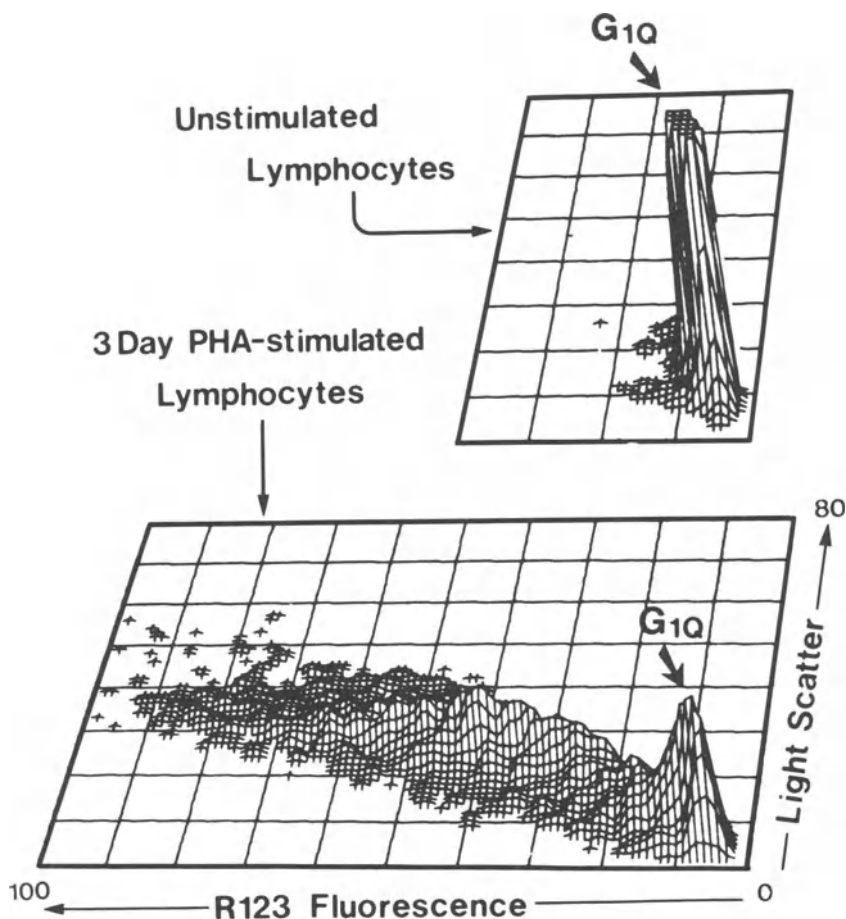 G1Q
Unstimulated
Lymphocytes
3 Day PHA-stimulated
Lymphocytes
80
G1Q
Light Scatter
100
R123 Fluorescence
0